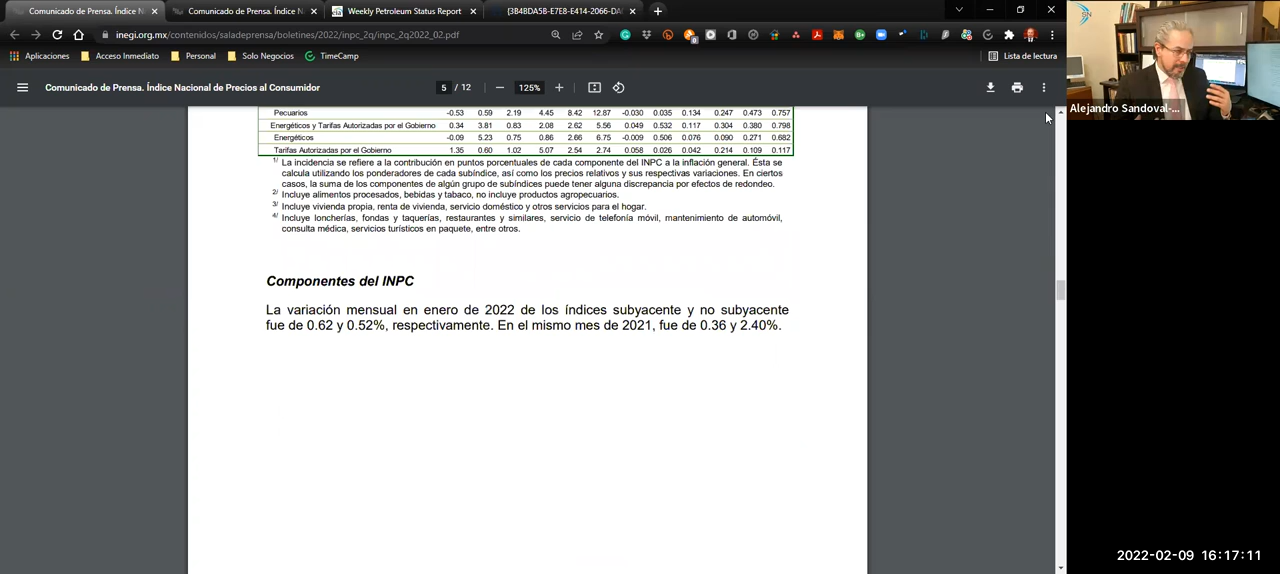 Comunicado de Prensa. Índice N
Comunicado de Prensa. Índice N
Weekly Petroleum Status Report
{3B4BDA5B-E7E8-E414-2066-DA
inegi.org.mx/contenidos/saladeprensa/boletines/2022/inpc_2q/inpc_2q2022_02.pdf
Aplicaciones
Acceso Inmediato
Personal
Solo Negocios
TimeCamp
Lista de lectura
Comunicado de Prensa. Índice Nacional de Precios al Consumidor
5 / 12
125%
Alejandro Sandoval-...
Pecuarios -0.53 0.59 2.19 4.45 8.42 12.87 -0.030 0.035 0.134 0.247 0.473 0.757
Energéticos y Tarifas Autorizadas por el Gobierno 0.34 3.81 0.83 2.08 2.62 5.56 0.049 0.532 0.117 0.304 0.380 0.798
Energéticos -0.09 5.23 0.75 0.86 2.66 6.75 -0.009 0.506 0.076 0.090 0.271 0.682
Tarifas Autorizadas por el Gobierno 1.35 0.60 1.02 5.07 2.54 2.74 0.058 0.026 0.042 0.214 0.109 0.117
1/ La incidencia se refiere a la contribución en puntos porcentuales de cada componente del INPC a la inflación general. Ésta se
calcula utilizando los ponderadores de cada subíndice, así como los precios relativos y sus respectivas variaciones. En ciertos
casos, la suma de los componentes de algún grupo de subíndices puede tener alguna discrepancia por efectos de redondeo.
2/ Incluye alimentos procesados, bebidas y tabaco, no incluye productos agropecuarios.
3/ Incluye vivienda propia, renta de vivienda, servicio doméstico y otros servicios para el hogar.
4/ Incluye loncherías, fondas y taquerías, restaurantes y similares, servicio de telefonía móvil, mantenimiento de automóvil,
consulta médica, servicios turísticos en paquete, entre otros.
Componentes del INPC
La variación mensual en enero de 2022 de los índices subyacente y no subyacente
fue de 0.62 y 0.52%, respectivamente. En el mismo mes de 2021, fue de 0.36 y 2.40%.
2022-02-09 16:17:11